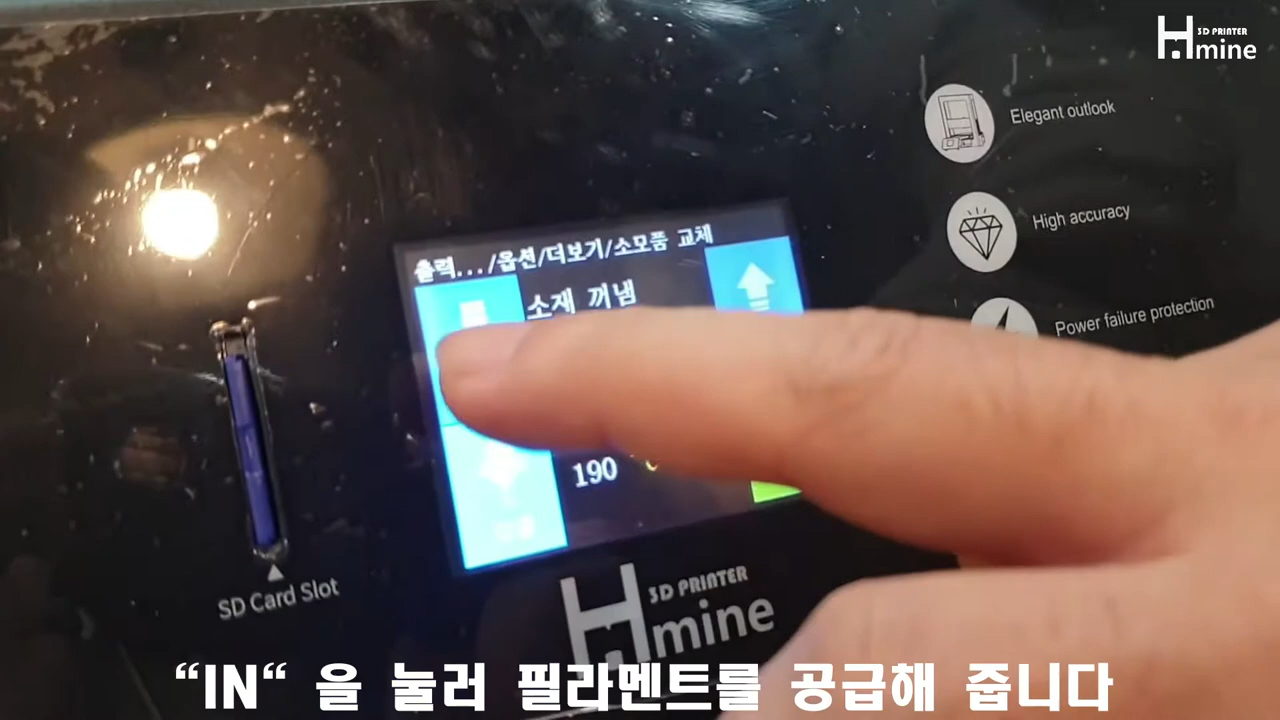 3D PRINTER
Hmine
Elegant outlook
High accuracy
Power failure protection
출력.../옵션/더보기/소모품 교체
소재 꺼냄
190
SD Card Slot
3D PRINTER
Hmine
“IN“ 을 눌러 필라멘트를 공급해 줍니다